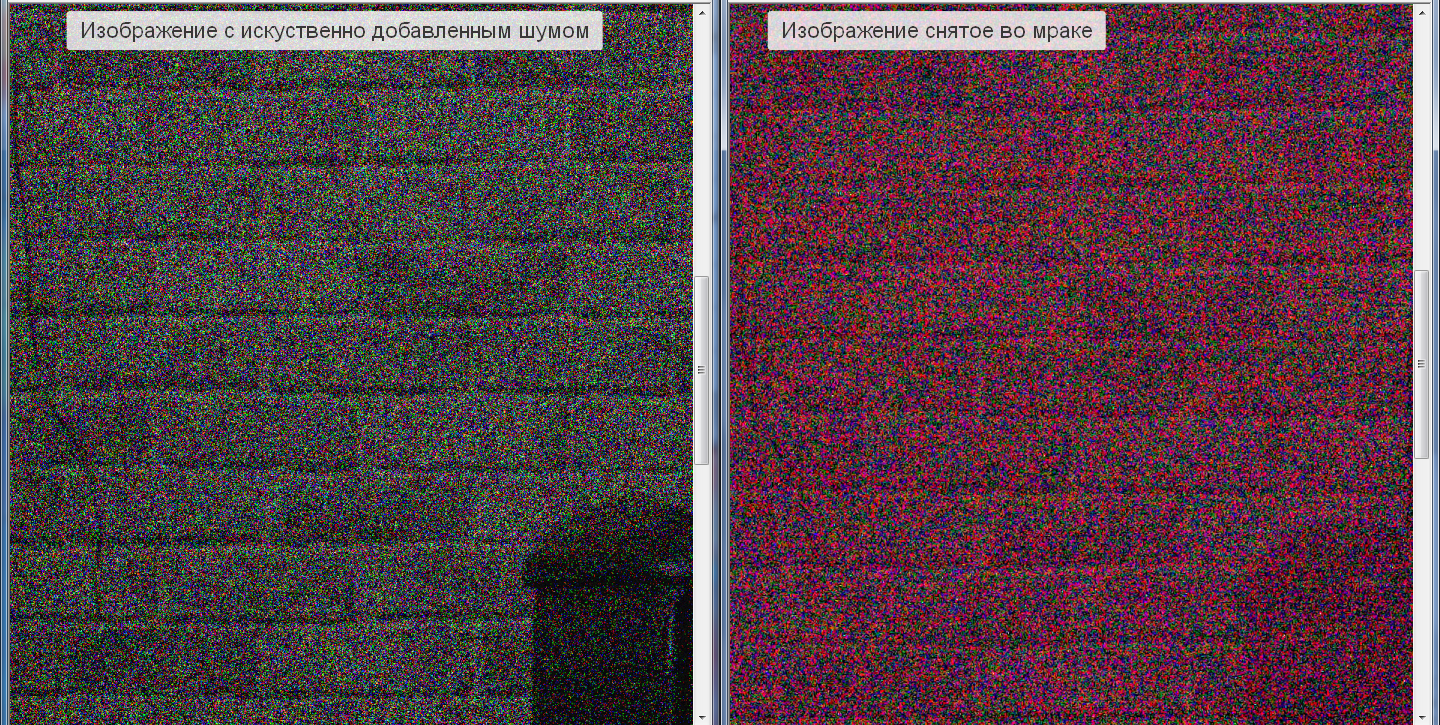 Изображение с искуственно добавленным шумом
Изображение снятое во мраке